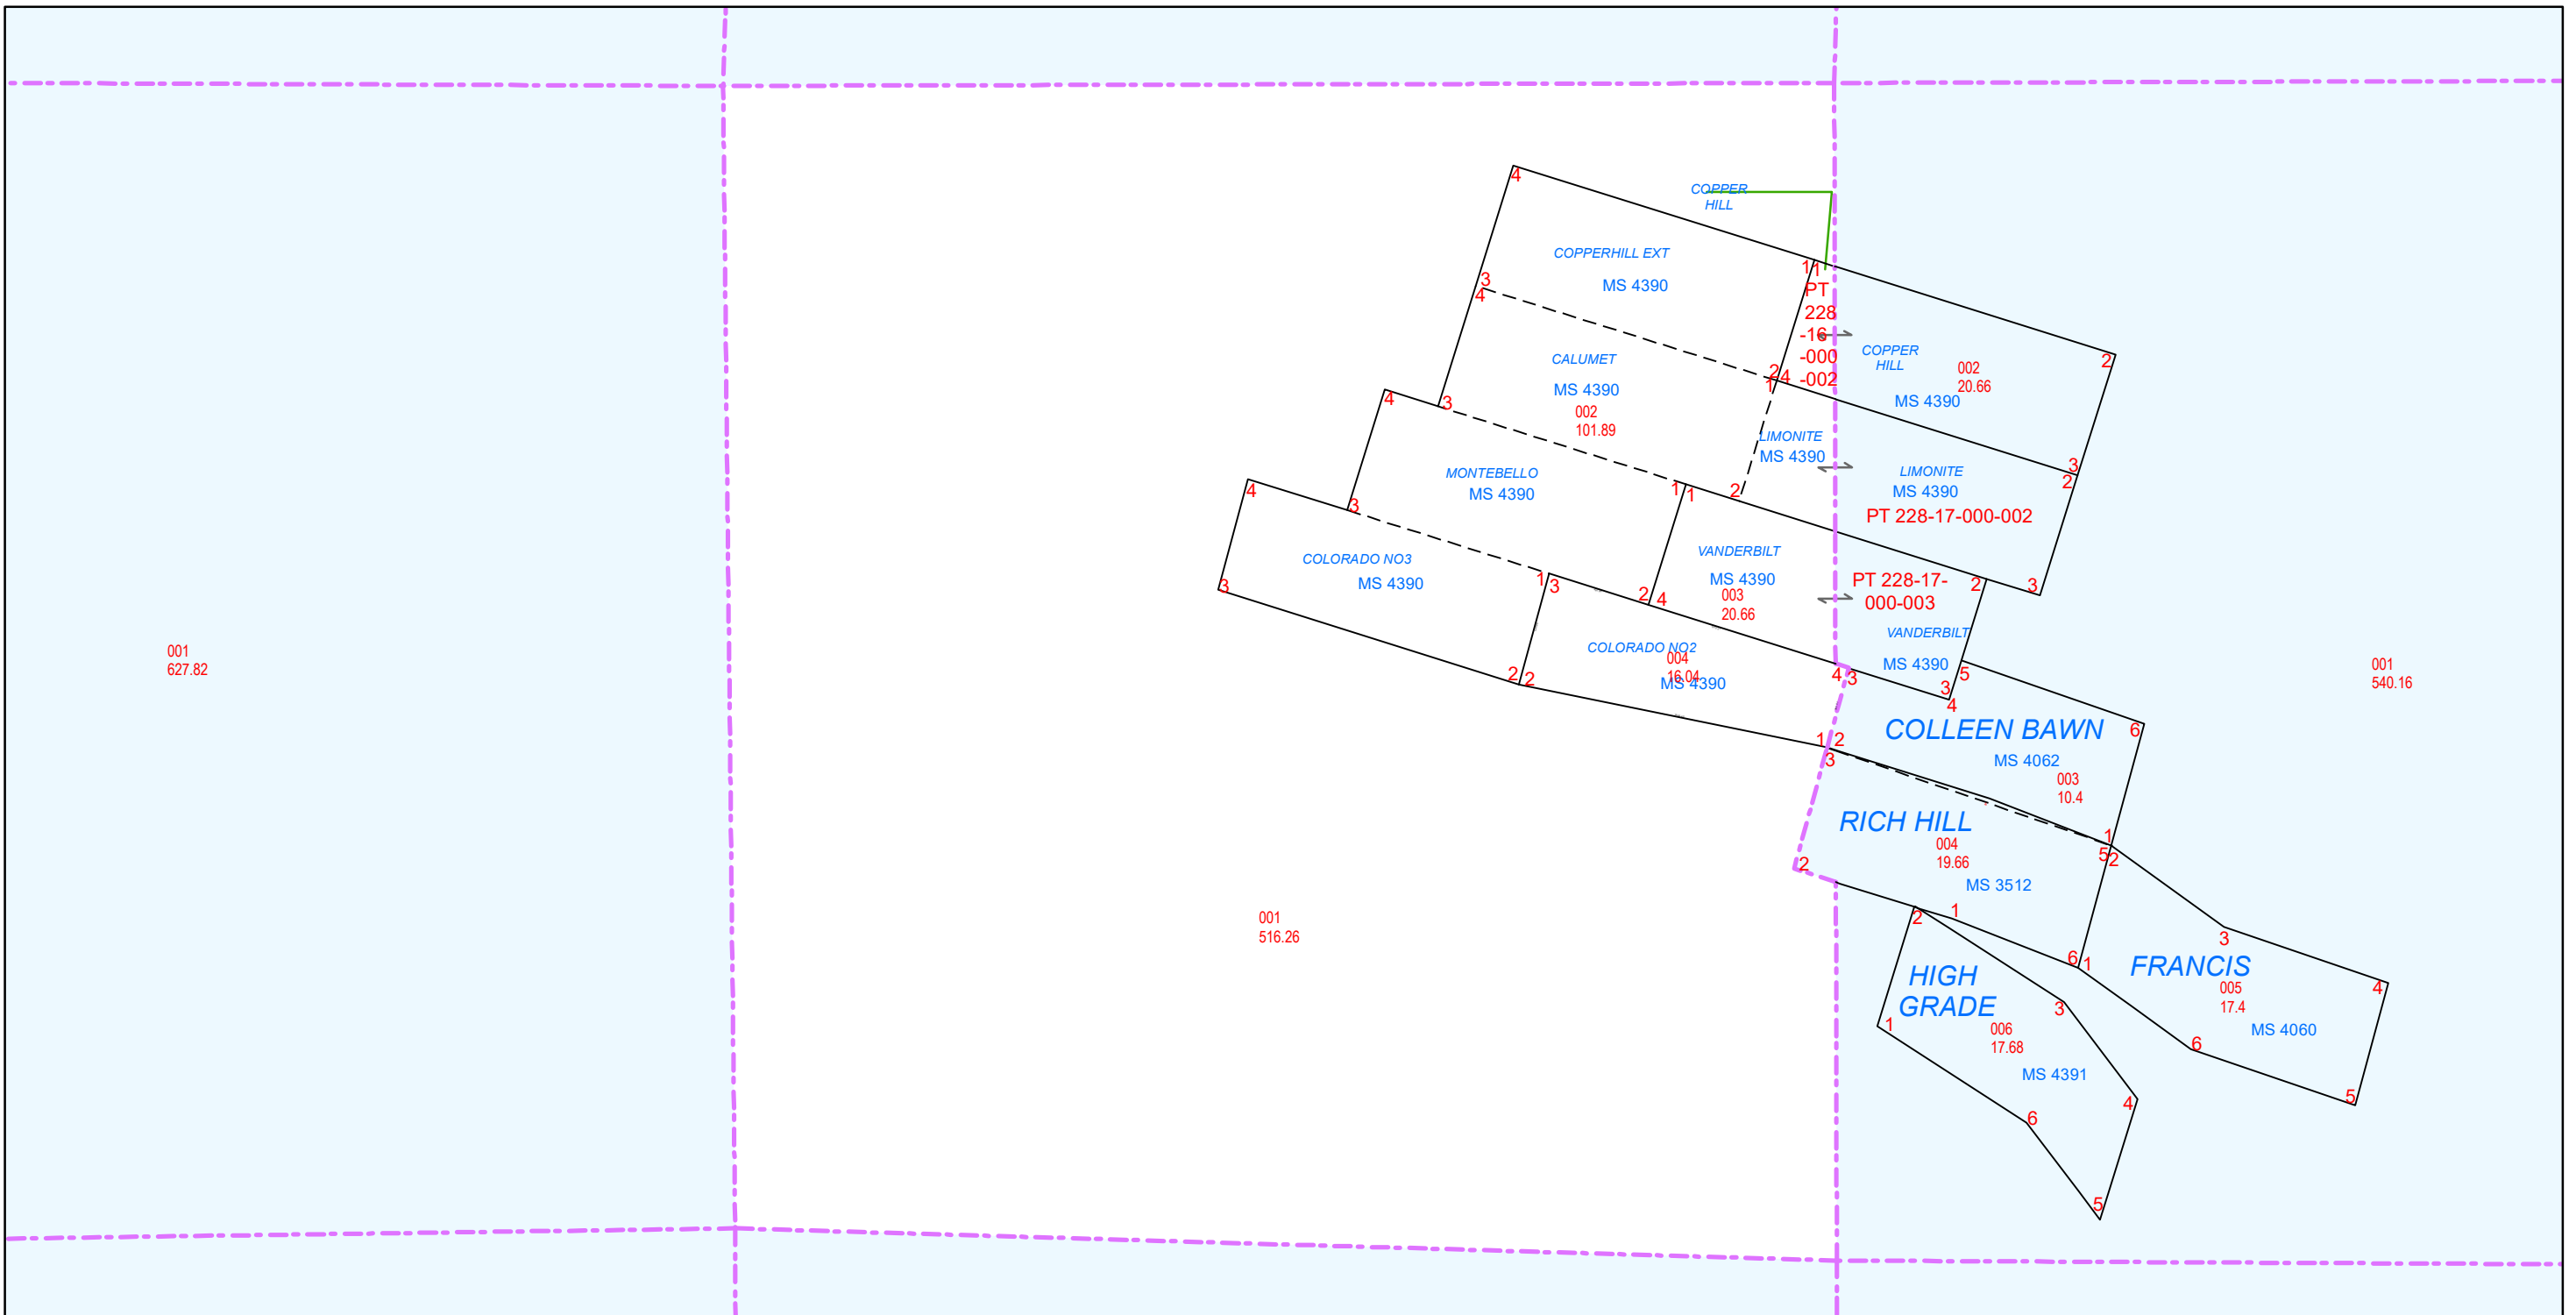 4
COPPER
HILL
COPPERHILL EXT
MS 4390
3
4
1
1
PT
228
-16
-000
-002
COPPER
HILL
002
20.66
MS 4390
2
CALUMET
MS 4390
002
101.89
2
4
1
4
3
LIMONITE
MS 4390
3
2
LIMONITE
MS 4390
PT 228-17-000-002
MONTEBELLO
MS 4390
1
1
2
4
3
COLORADO NO3
MS 4390
3
1
3
VANDERBILT
MS 4390
003
20.66
2
4
PT 228-17-
000-003
2
3
VANDERBILT
MS 4390
001
627.82
COLORADO NO2
004
16.04
MS 4390
2
2
4
3
3
4
5
001
540.16
COLLEEN BAWN
MS 4062
003
10.4
6
1
2
3
RICH HILL
004
19.66
MS 3512
2
1
5
2
001
516.26
2
1
6
1
3
FRANCIS
005
17.4
MS 4060
4
HIGH
GRADE
006
17.68
MS 4391
1
3
6
5
4
6
5